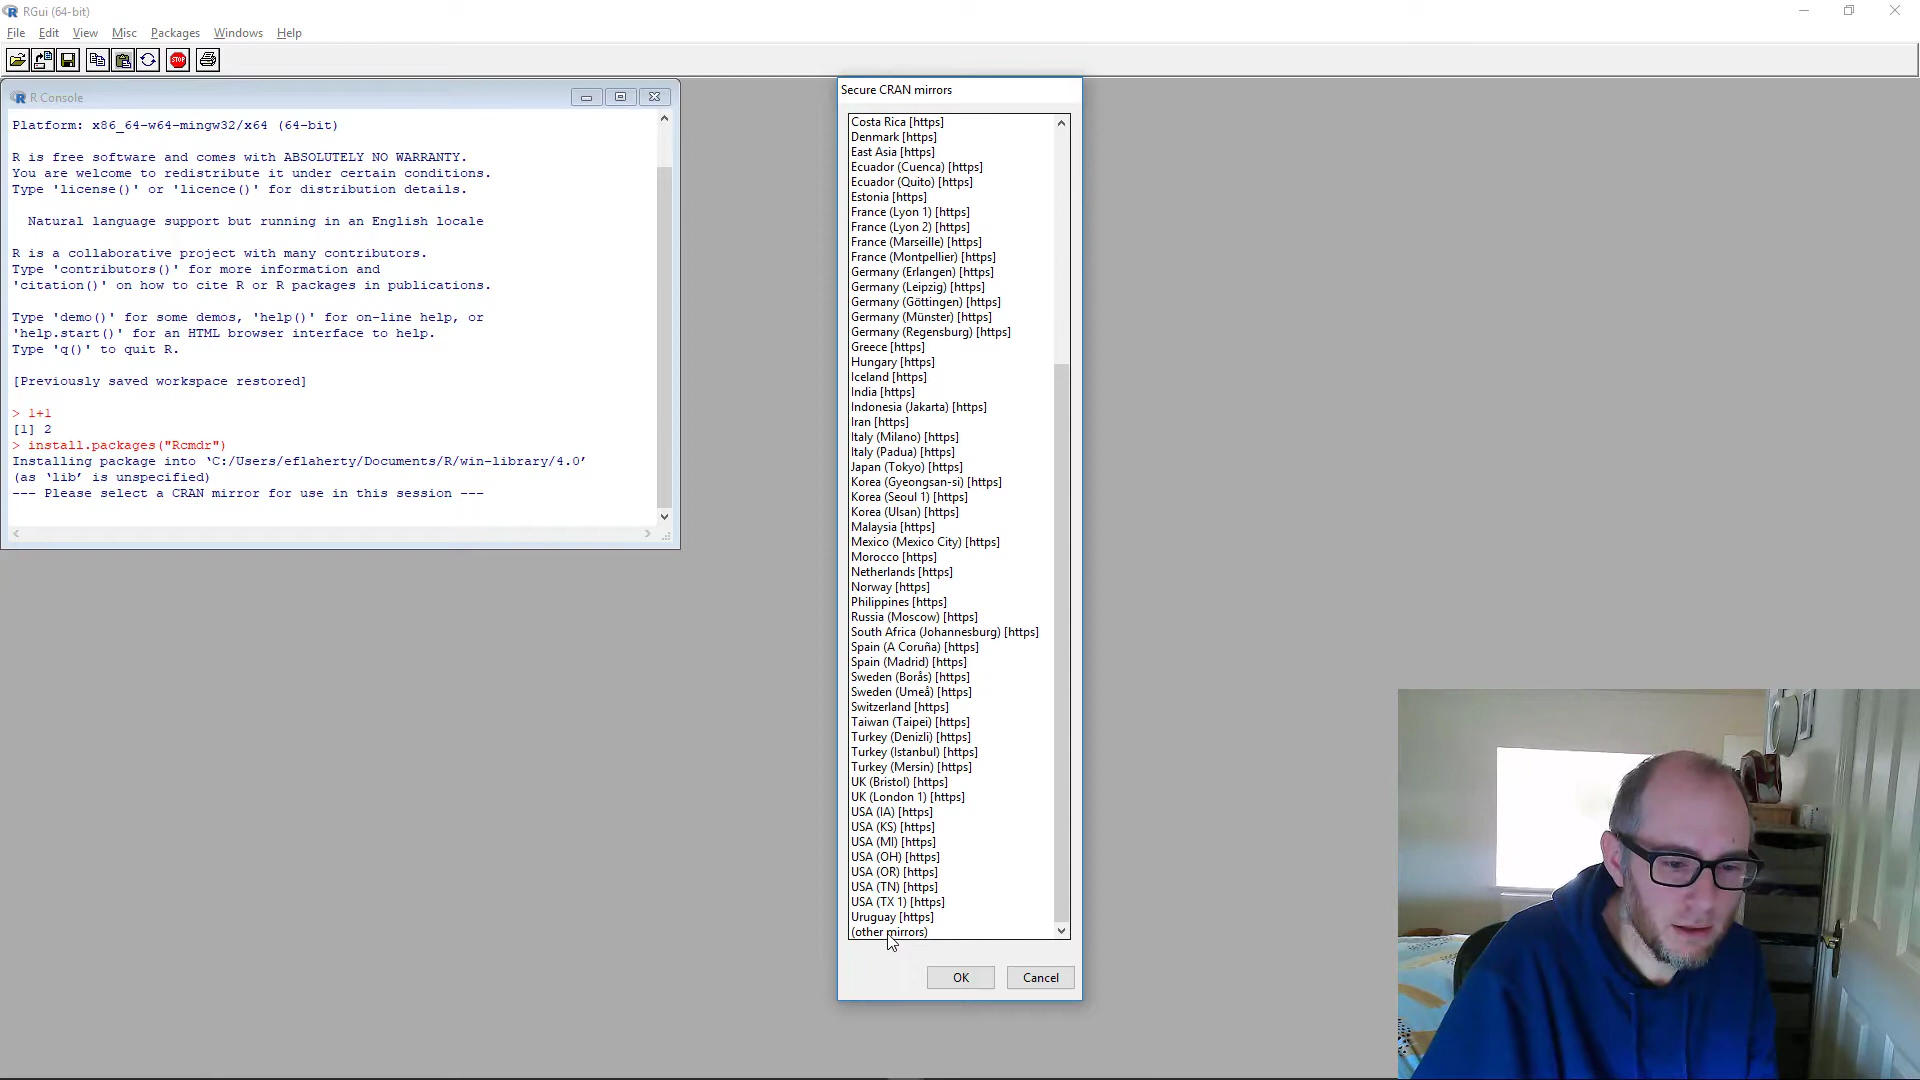 RGui (64-bit)
File Edit View Misc Packages Windows Help
STOP
R Console
Platform: x86_64-w64-mingw32/x64 (64-bit)
R is free software and comes with ABSOLUTELY NO WARRANTY.
You are welcome to redistribute it under certain conditions.
Type 'license()' or 'licence()' for distribution details.
Natural language support but running in an English locale
R is a collaborative project with many contributors.
Type 'contributors()' for more information and
'citation()' on how to cite R or R packages in publications.
Type 'demo()' for some demos, 'help()' for on-line help, or
'help.start()' for an HTML browser interface to help.
Type 'q()' to quit R.
[Previously saved workspace restored]
> 1+1
[1] 2
> install.packages("Rcmdr")
Installing package into ‘C:/Users/eflaherty/Documents/R/win-library/4.0’
(as ‘lib’ is unspecified)
--- Please select a CRAN mirror for use in this session ---
Secure CRAN mirrors
Costa Rica [https]
Denmark [https]
East Asia [https]
Ecuador (Cuenca) [https]
Ecuador (Quito) [https]
Estonia [https]
France (Lyon 1) [https]
France (Lyon 2) [https]
France (Marseille) [https]
France (Montpellier) [https]
Germany (Erlangen) [https]
Germany (Leipzig) [https]
Germany (Göttingen) [https]
Germany (Münster) [https]
Germany (Regensburg) [https]
Greece [https]
Hungary [https]
Iceland [https]
India [https]
Indonesia (Jakarta) [https]
Iran [https]
Italy (Milano) [https]
Italy (Padua) [https]
Japan (Tokyo) [https]
Korea (Gyeongsan-si) [https]
Korea (Seoul 1) [https]
Korea (Ulsan) [https]
Malaysia [https]
Mexico (Mexico City) [https]
Morocco [https]
Netherlands [https]
Norway [https]
Philippines [https]
Russia (Moscow) [https]
South Africa (Johannesburg) [https]
Spain (A Coruña) [https]
Spain (Madrid) [https]
Sweden (Borås) [https]
Sweden (Umeå) [https]
Switzerland [https]
Taiwan (Taipei) [https]
Turkey (Denizli) [https]
Turkey (Istanbul) [https]
Turkey (Mersin) [https]
UK (Bristol) [https]
UK (London 1) [https]
USA (IA) [https]
USA (KS) [https]
USA (MI) [https]
USA (OH) [https]
USA (OR) [https]
USA (TN) [https]
USA (TX 1) [https]
Uruguay [https]
(other mirrors)
OK Cancel